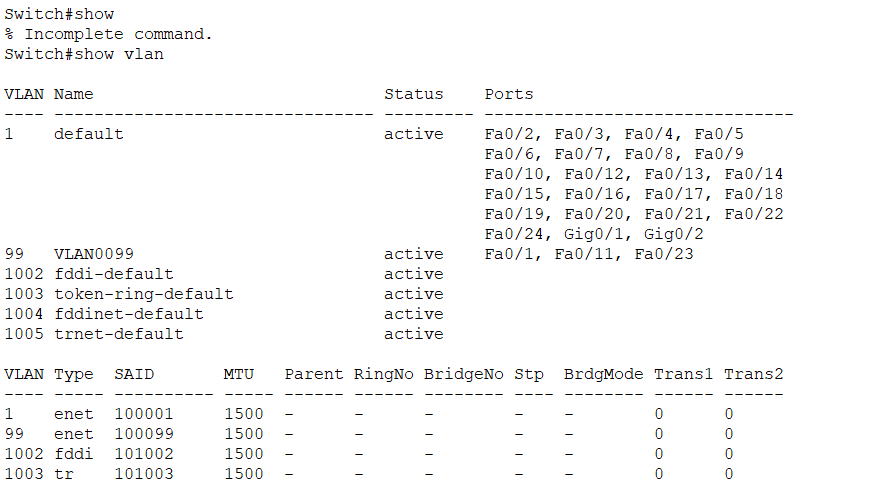 Switch#show
% Incomplete command.
Switch#show vlan
VLAN Name                             Status    Ports
---- -------------------------------- --------- -------------------------------
1    default                          active    Fa0/2, Fa0/3, Fa0/4, Fa0/5
                                                Fa0/6, Fa0/7, Fa0/8, Fa0/9
                                                Fa0/10, Fa0/12, Fa0/13, Fa0/14
                                                Fa0/15, Fa0/16, Fa0/17, Fa0/18
                                                Fa0/19, Fa0/20, Fa0/21, Fa0/22
                                                Fa0/24, Gig0/1, Gig0/2
99   VLAN0099                         active    Fa0/1, Fa0/11, Fa0/23
1002 fddi-default                     active
1003 token-ring-default               active
1004 fddinet-default                  active
1005 trnet-default                    active
VLAN Type  SAID       MTU   Parent RingNo BridgeNo Stp  BrdgMode Trans1 Trans2
---- ----- ---------- ----- ------ ------ -------- ---- -------- ------ ------
1    enet  100001     1500  -      -      -        -    -        0      0
99   enet  100099     1500  -      -      -        -    -        0      0
1002 fddi  101002     1500  -      -      -        -    -        0      0
1003 tr    101003     1500  -      -      -        -    -        0      0